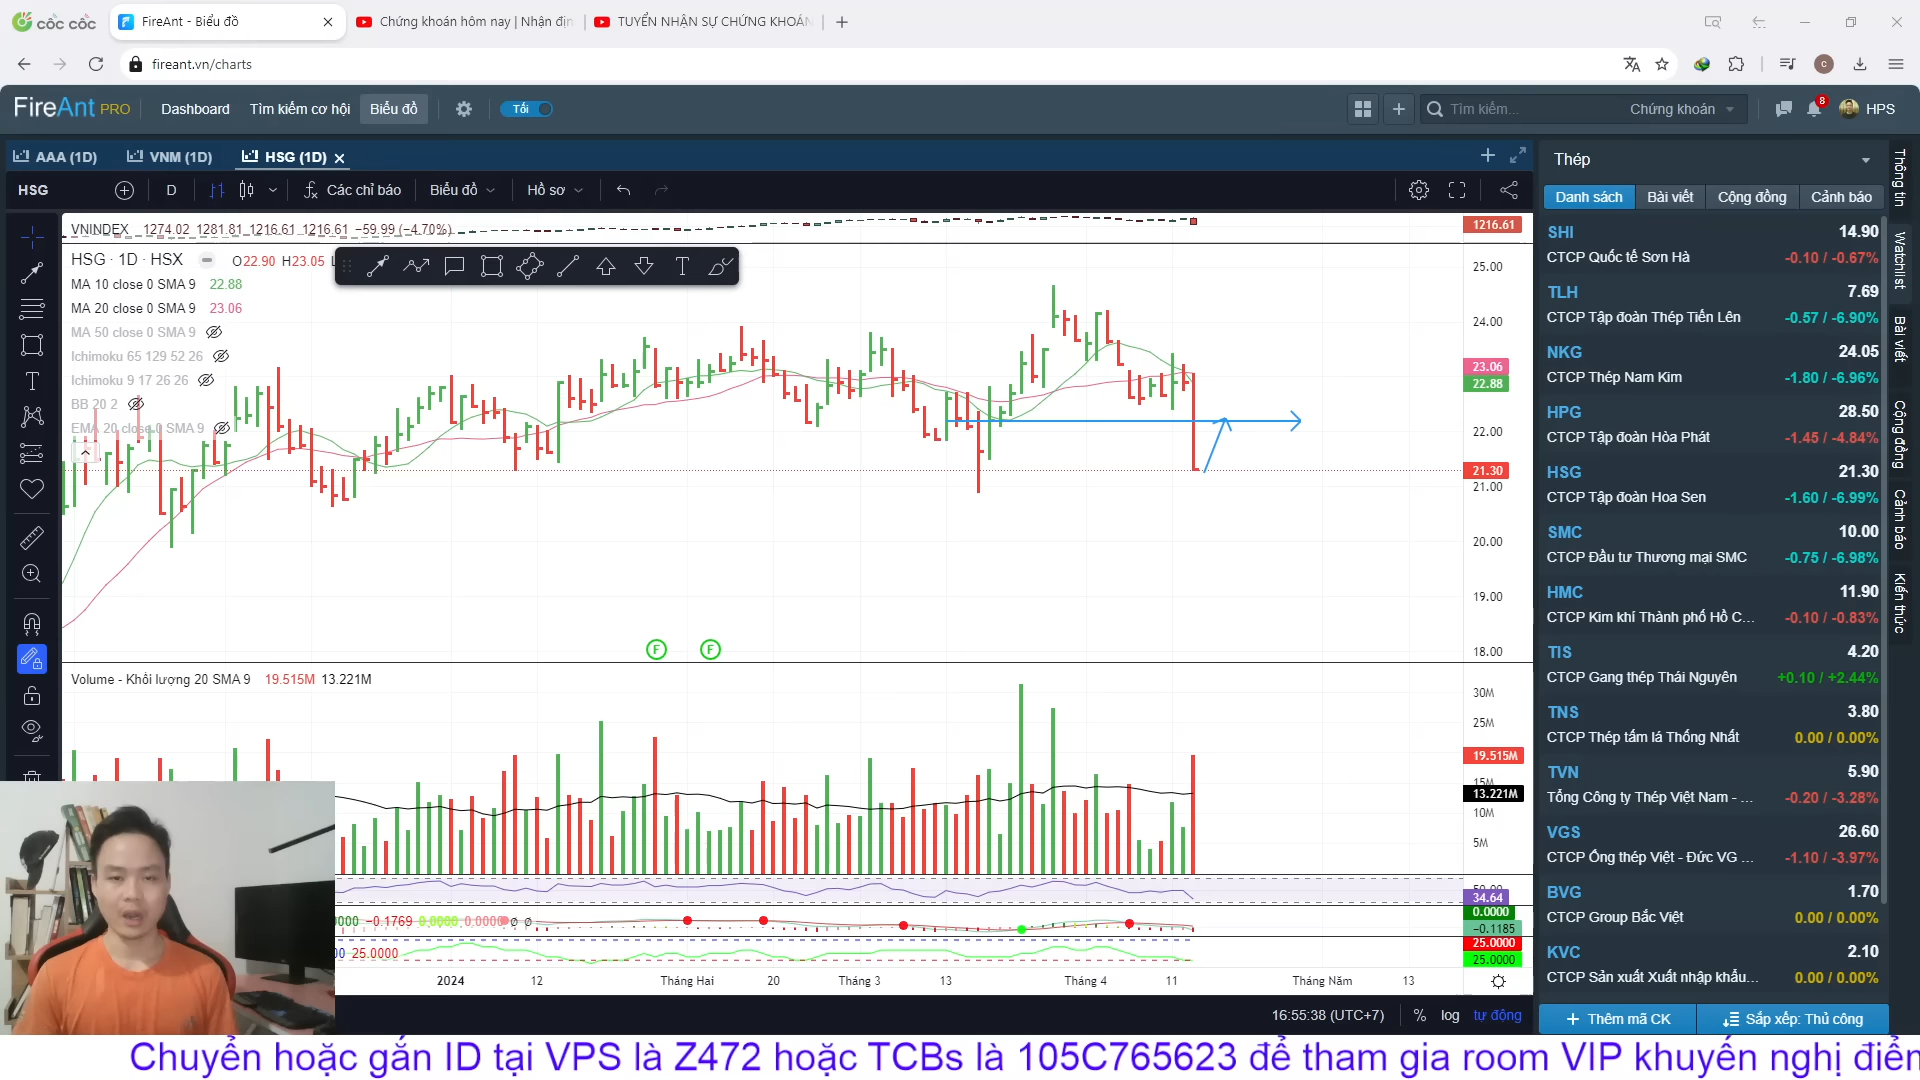 cốc cốc
FireAnt - Biểu đồ
Chứng khoán hôm nay | Nhận địn
TUYỂN NHẬN SỰ CHỨNG KHOÁN
fireant.vn/charts
FireAnt PRO
Dashboard
Tìm kiếm cơ hội
Biểu đồ
Tối
Tìm kiếm...
Chứng khoán
8
HPS
AAA (1D)
VNM (1D)
HSG (1D)
HSG
D
Các chỉ báo
Biểu đồ
Hồ sơ
VNINDEX 1274.02 1281.81 1216.61 1216.61 −59.99 (−4.70%)
HSG · 1D · HSX
O22.90 H23.05
MA 10 close 0 SMA 9 22.88
MA 20 close 0 SMA 9 23.06
MA 50 close 0 SMA 9
Ichimoku 65 129 52 26
Ichimoku 9 17 26 26
BB 20 2
EMA 20 close 0 SMA 9
1216.61
25.00
24.00
23.06
22.88
22.00
21.30
21.00
20.00
19.00
18.00
F
F
Volume - Khối lượng 20 SMA 9 19.515M 13.221M
30M
25M
19.515M
15M
13.221M
10M
5M
50.00
34.64
0.0000
−0.1185
25.0000
25.0000
−0.1769 0.0000 0.0000 ∅ ∅
25.0000
2024
12
Tháng Hai
20
Tháng 3
13
Tháng 4
11
Tháng Năm
13
16:55:38 (UTC+7)
%
log
tự động
Thép
Danh sách
Bài viết
Cộng đồng
Cảnh báo
SHI 14.90
CTCP Quốc tế Sơn Hà -0.10 / -0.67%
TLH 7.69
CTCP Tập đoàn Thép Tiến Lên -0.57 / -6.90%
NKG 24.05
CTCP Thép Nam Kim -1.80 / -6.96%
HPG 28.50
CTCP Tập đoàn Hòa Phát -1.45 / -4.84%
HSG 21.30
CTCP Tập đoàn Hoa Sen -1.60 / -6.99%
SMC 10.00
CTCP Đầu tư Thương mại SMC -0.75 / -6.98%
HMC 11.90
CTCP Kim khí Thành phố Hồ C... -0.10 / -0.83%
TIS 4.20
CTCP Gang thép Thái Nguyên +0.10 / +2.44%
TNS 3.80
CTCP Thép tấm lá Thống Nhất 0.00 / 0.00%
TVN 5.90
Tổng Công ty Thép Việt Nam - ... -0.20 / -3.28%
VGS 26.60
CTCP Ống thép Việt - Đức VG ... -1.10 / -3.97%
BVG 1.70
CTCP Group Bắc Việt 0.00 / 0.00%
KVC 2.10
CTCP Sản xuất Xuất nhập khẩu... 0.00 / 0.00%
Thêm mã CK
Sắp xếp: Thủ công
Thông tin
Watchlist
Bài viết
Cộng đồng
Cảnh báo
Kiến thức
Chuyển hoặc gắn ID tại VPS là Z472 hoặc TCBs là 105C765623 để tham gia room VIP khuyến nghị điểm